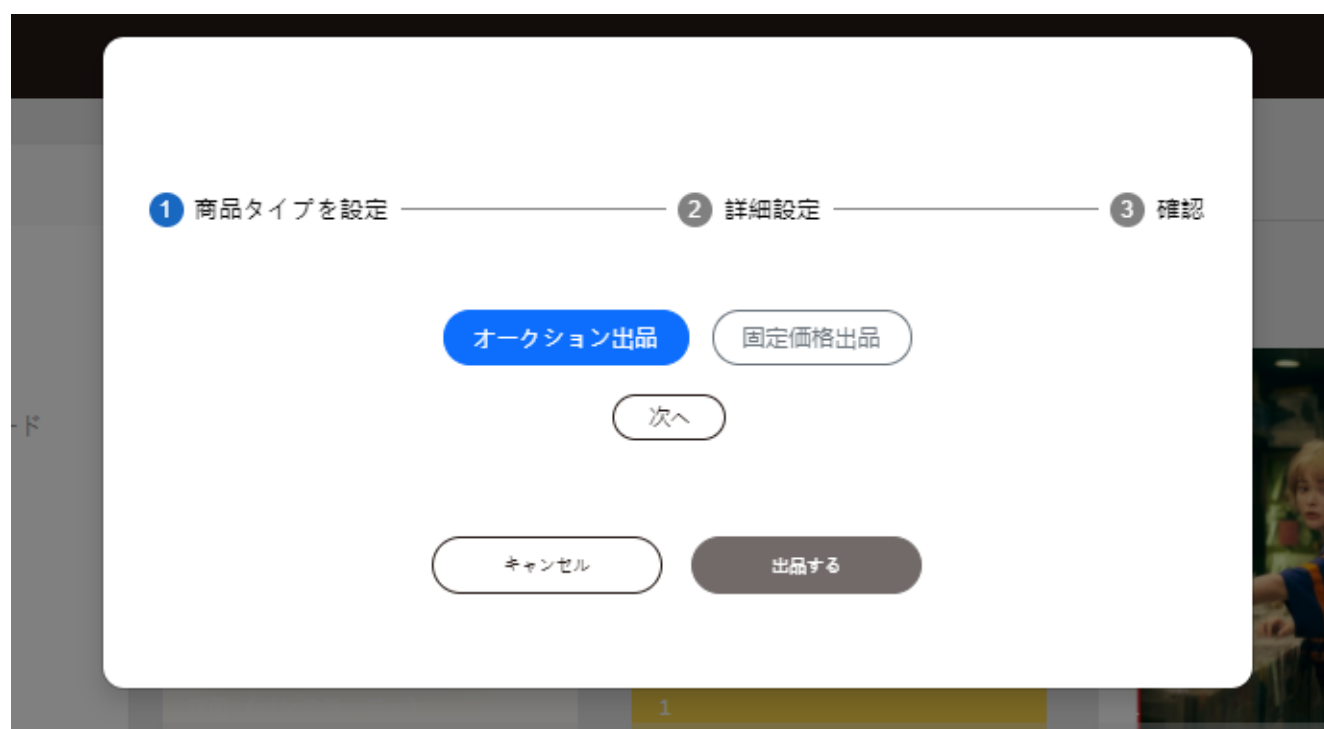 1 商品タイプを設定 2 詳細設定 3 確認
オークション出品 固定価格出品
次へ
ード
キャンセル 出品する
1